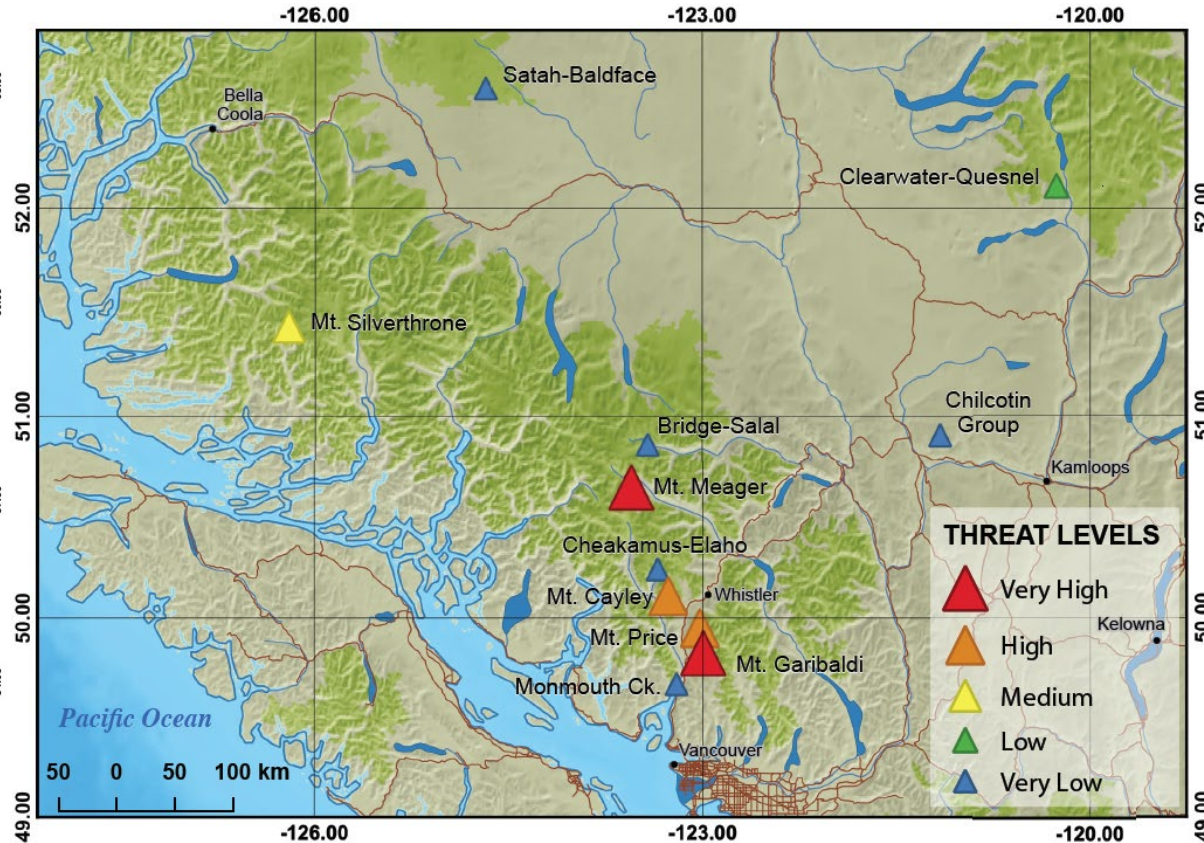 -126.00
-123.00
-120.00
Satah-Baldface
Bella
Coola
Clearwater-Quesnel
52.00
52.00
Mt. Silverthrone
51.00
51.00
Chilcotin
Group
Bridge-Salal
Kamloops
Mt. Meager
THREAT LEVELS
Cheakamus-Elaho
Very High
Mt. Cayley
Whistler
50.00
50.00
Kelowna
Mt. Price
High
Mt. Garibaldi
Monmouth Ck.
Medium
Pacific Ocean
Low
Vancouver
50 0 50 100 km
Very Low
49.00
49.00
-126.00
-123.00
-120.00